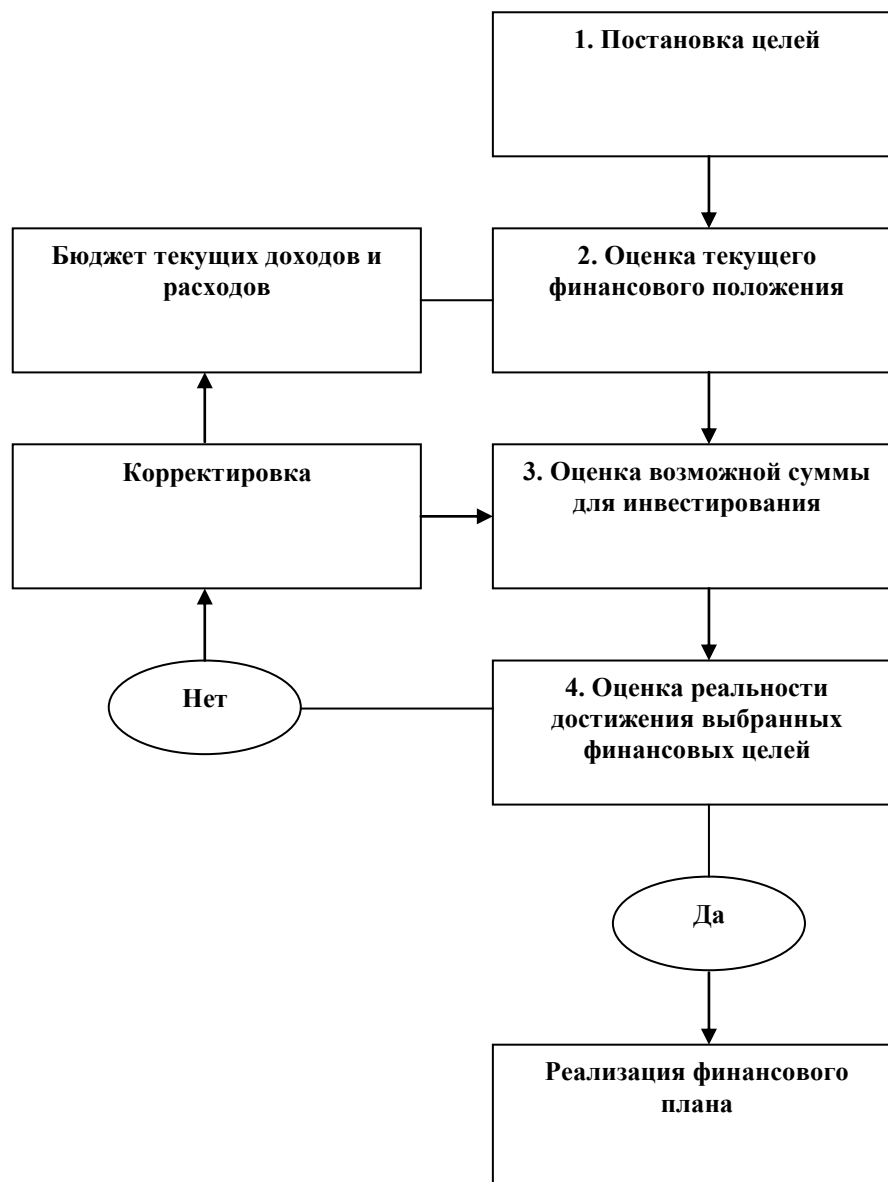 1. Постановка целей
Бюджет текущих доходов и
расходов
2. Оценка текущего
финансового положения
Корректировка
3. Оценка возможной суммы
для инвестирования
Нет
4. Оценка реальности
достижения выбранных
финансовых целей
Да
Реализация финансового
плана